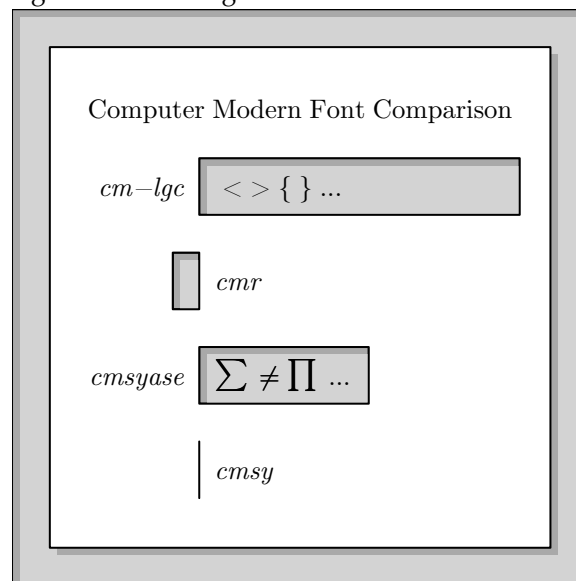 Computer Modern Font Comparison
cm−lgc < > { } ...
cmr
cmsyase ∑ ≠ ∏ ...
cmsy